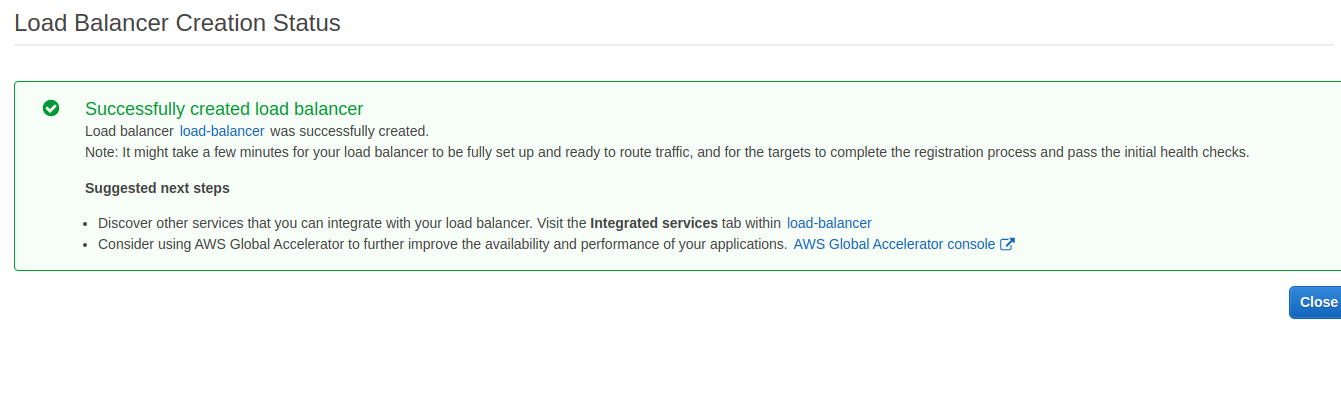 Load Balancer Creation Status
Successfully created load balancer
Load balancer load-balancer was successfully created.
Note: It might take a few minutes for your load balancer to be fully set up and ready to route traffic, and for the targets to complete the registration process and pass the initial health checks.
Suggested next steps
• Discover other services that you can integrate with your load balancer. Visit the Integrated services tab within load-balancer
• Consider using AWS Global Accelerator to further improve the availability and performance of your applications. AWS Global Accelerator console
Close